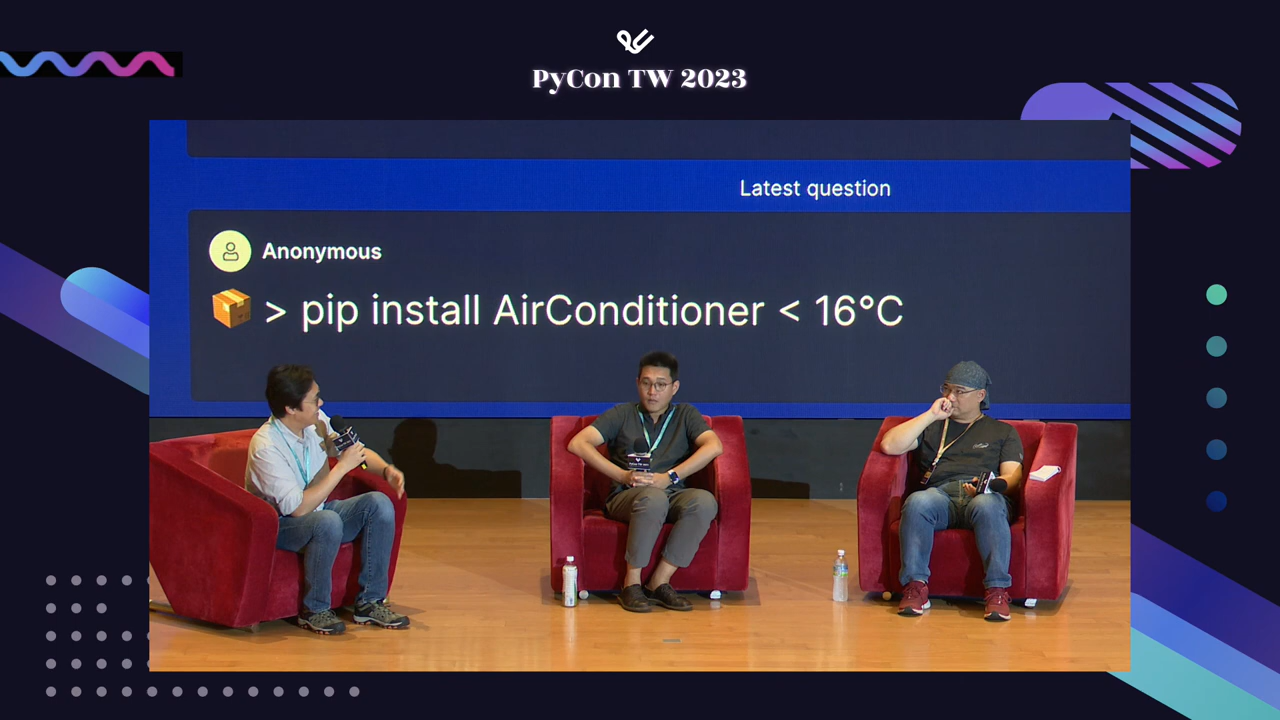 PyCon TW 2023
Latest question
Anonymous
📦 > pip install AirConditioner < 16°C